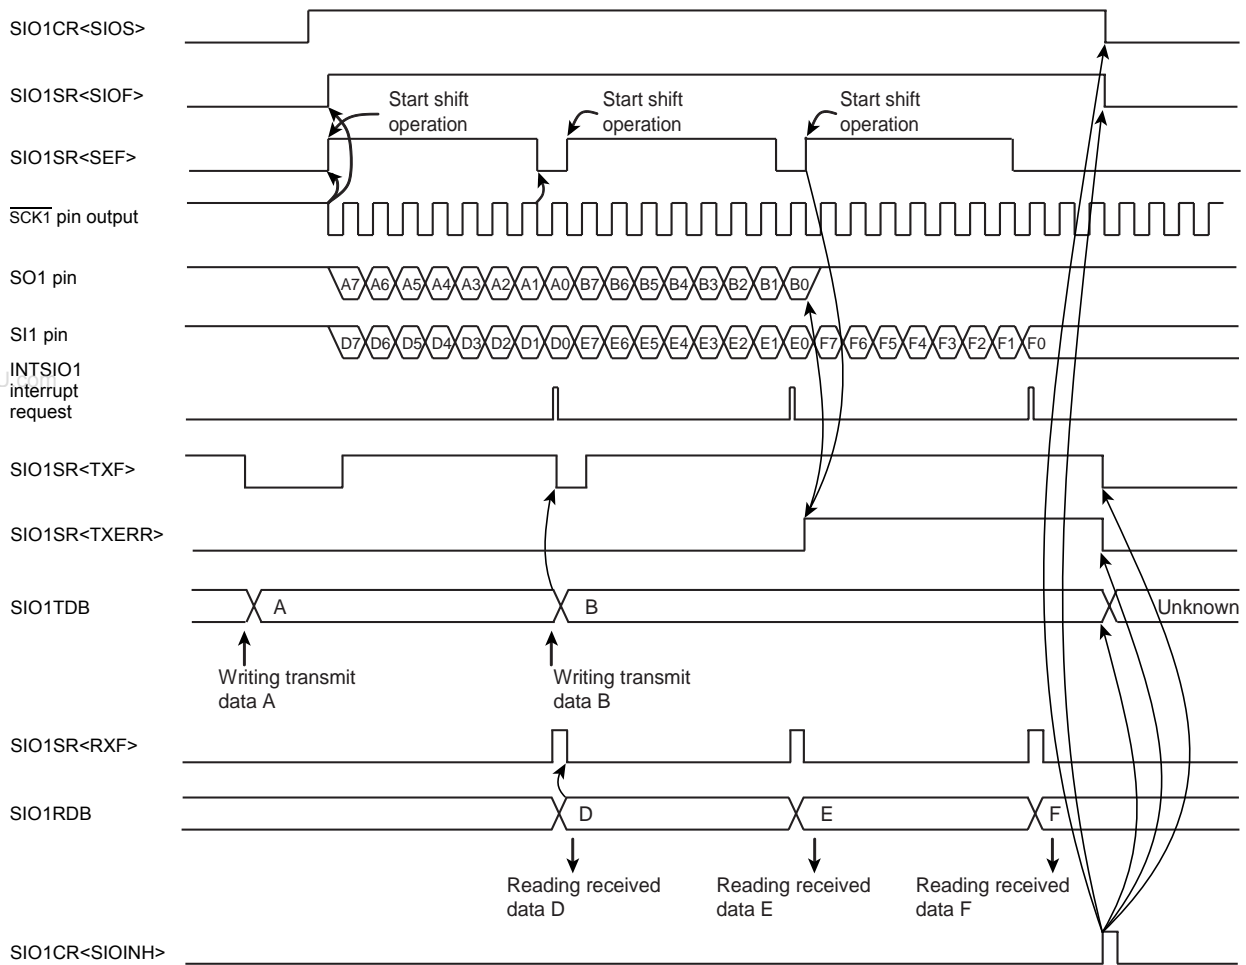 SIO1CR<SIOS>
SIO1SR<SIOF>
Start shift
operation
Start shift
operation
Start shift
operation
SIO1SR<SEF>
SCK1 pin output
SO1 pin
A7 A6 A5 A4 A3 A2 A1 A0 B7 B6 B5 B4 B3 B2 B1 B0
SI1 pin
D7 D6 D5 D4 D3 D2 D1 D0 E7 E6 E5 E4 E3 E2 E1 E0 F7 F6 F5 F4 F3 F2 F1 F0
INTSIO1
interrupt
request
SIO1SR<TXF>
SIO1SR<TXERR>
SIO1TDB
A
B
Unknown
Writing transmit
data A
Writing transmit
data B
SIO1SR<RXF>
SIO1RDB
D
E
F
Reading received
data D
Reading received
data E
Reading received
data F
SIO1CR<SIOINH>